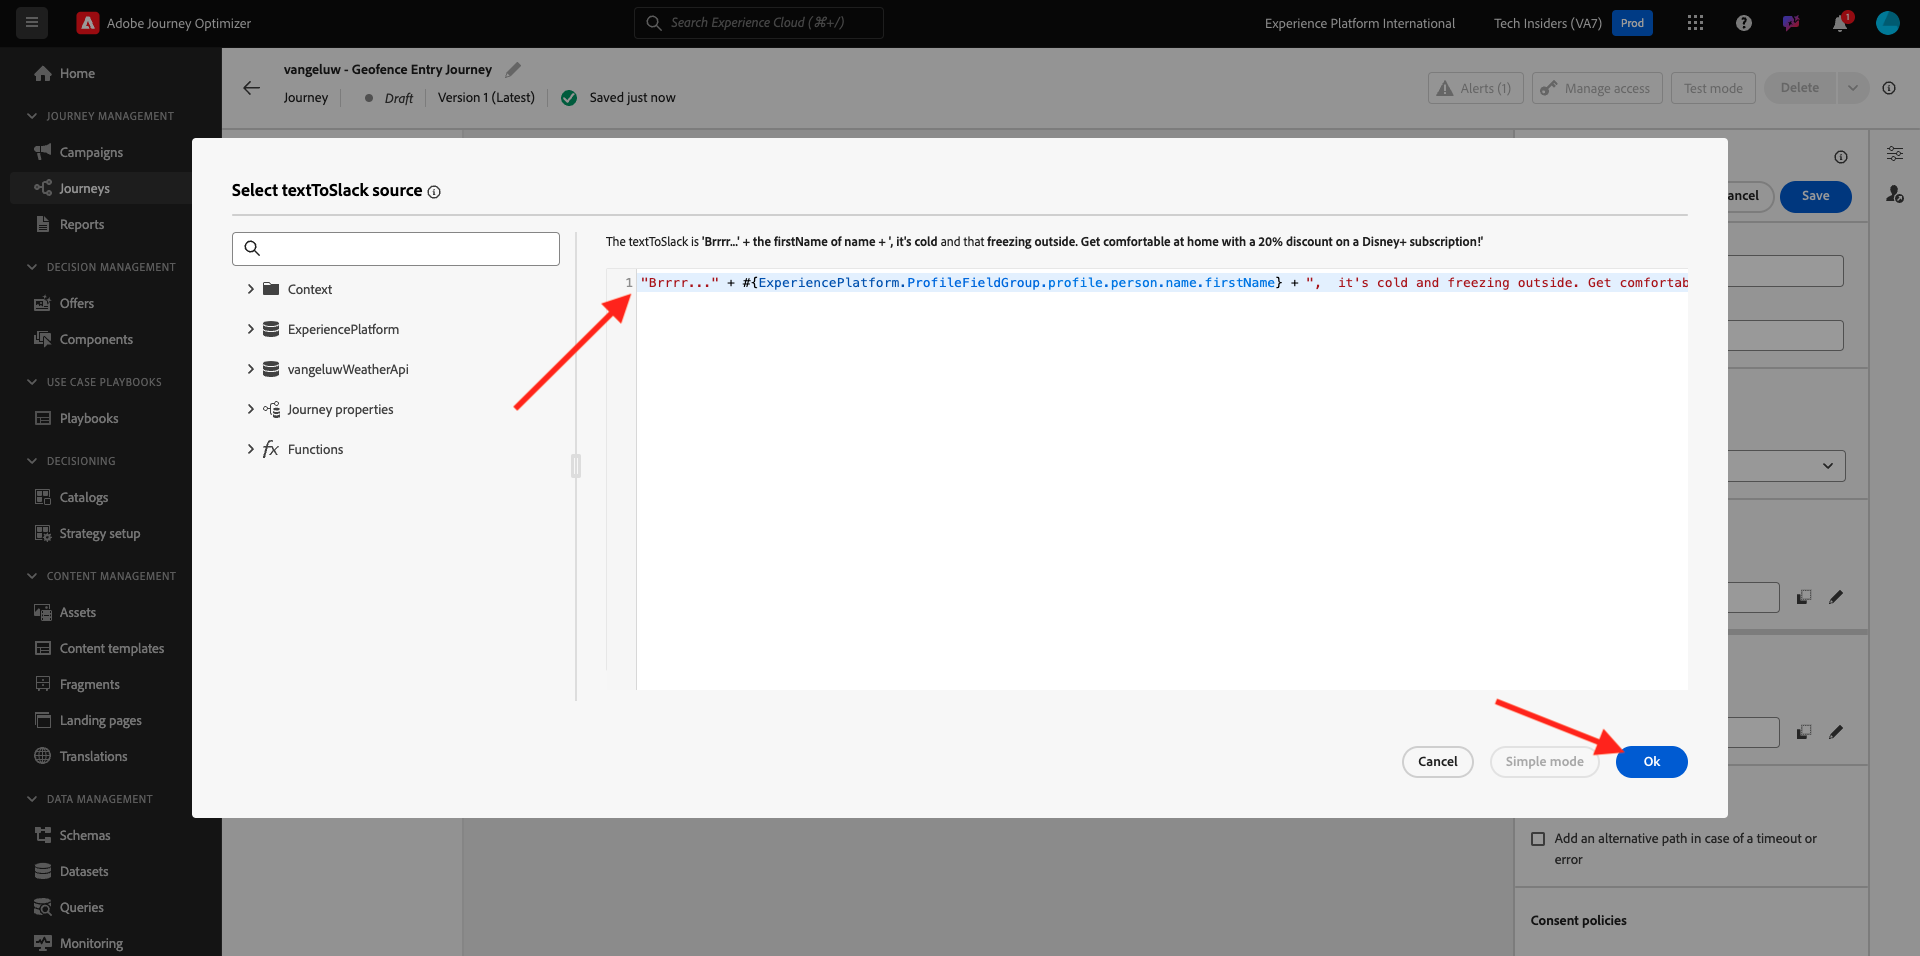 Adobe Journey Optimizer
Search Experience Cloud (⌘+/)
Experience Platform International
Tech Insiders (VA7)
Prod
1
Home
JOURNEY MANAGEMENT
Campaigns
Journeys
Reports
DECISION MANAGEMENT
Offers
Components
USE CASE PLAYBOOKS
Playbooks
DECISIONING
Catalogs
Strategy setup
CONTENT MANAGEMENT
Assets
Content templates
Fragments
Landing pages
Translations
DATA MANAGEMENT
Schemas
Datasets
Queries
Monitoring
vangeluw - Geofence Entry Journey
Journey
Draft
Version 1 (Latest)
Saved just now
Alerts (1)
Manage access
Test mode
Delete
Select textToSlack source
Context
ExperiencePlatform
vangeluwWeatherApi
Journey properties
fx Functions
The textToSlack is 'Brrrr...' + the firstName of name + ', it's cold and that freezing outside. Get comfortable at home with a 20% discount on a Disney+ subscription!'
1 "Brrrr..." + #{ExperiencePlatform.ProfileFieldGroup.profile.person.name.firstName} + ",  it's cold and freezing outside. Get comfortab
Cancel
Simple mode
Ok
ancel
Save
Add an alternative path in case of a timeout or
error
Consent policies